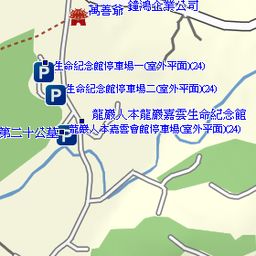 鐘鴻企業公司
萬善爺
生命紀念館停車場一(室外平面)(24)
生命紀念館停車場二(室外平面)(24)
龍巖人本龍巖嘉雲生命紀念館
龍巖人本嘉雲會館停車場(室外平面)(24)
第二十公墓
P
P
P